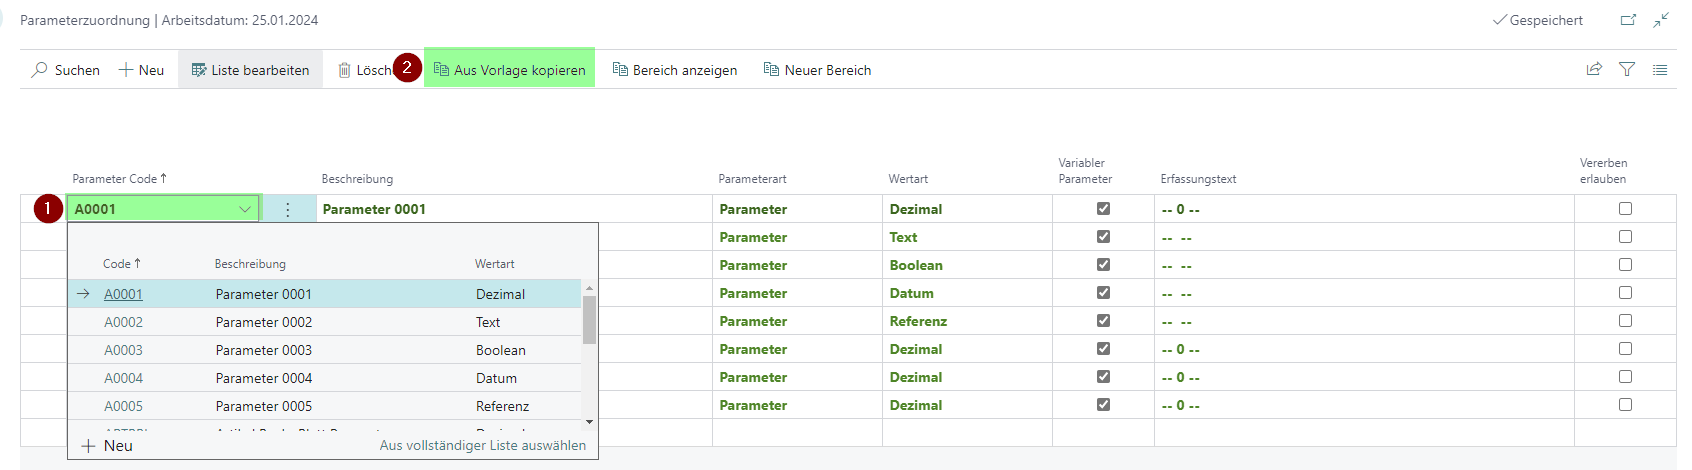 Parameterzuordnung | Arbeitsdatum: 25.01.2024
Gespeichert
Suchen Neu Liste bearbeiten Lösch 2 Aus Vorlage kopieren Bereich anzeigen Neuer Bereich
Parameter Code ↑ Beschreibung Parameterart Wertart Variabler Parameter Erfassungstext Vererben erlauben
1 A0001 Parameter 0001 Parameter Dezimal -- 0 --
Parameter Text -- --
Parameter Boolean -- --
Code ↑ Beschreibung Wertart
A0001 Parameter 0001 Dezimal Parameter Datum -- --
A0002 Parameter 0002 Text Parameter Referenz -- --
A0003 Parameter 0003 Boolean Parameter Dezimal -- 0 --
A0004 Parameter 0004 Datum Parameter Dezimal -- 0 --
A0005 Parameter 0005 Referenz Parameter Dezimal -- 0 --
Neu Aus vollständiger Liste auswählen